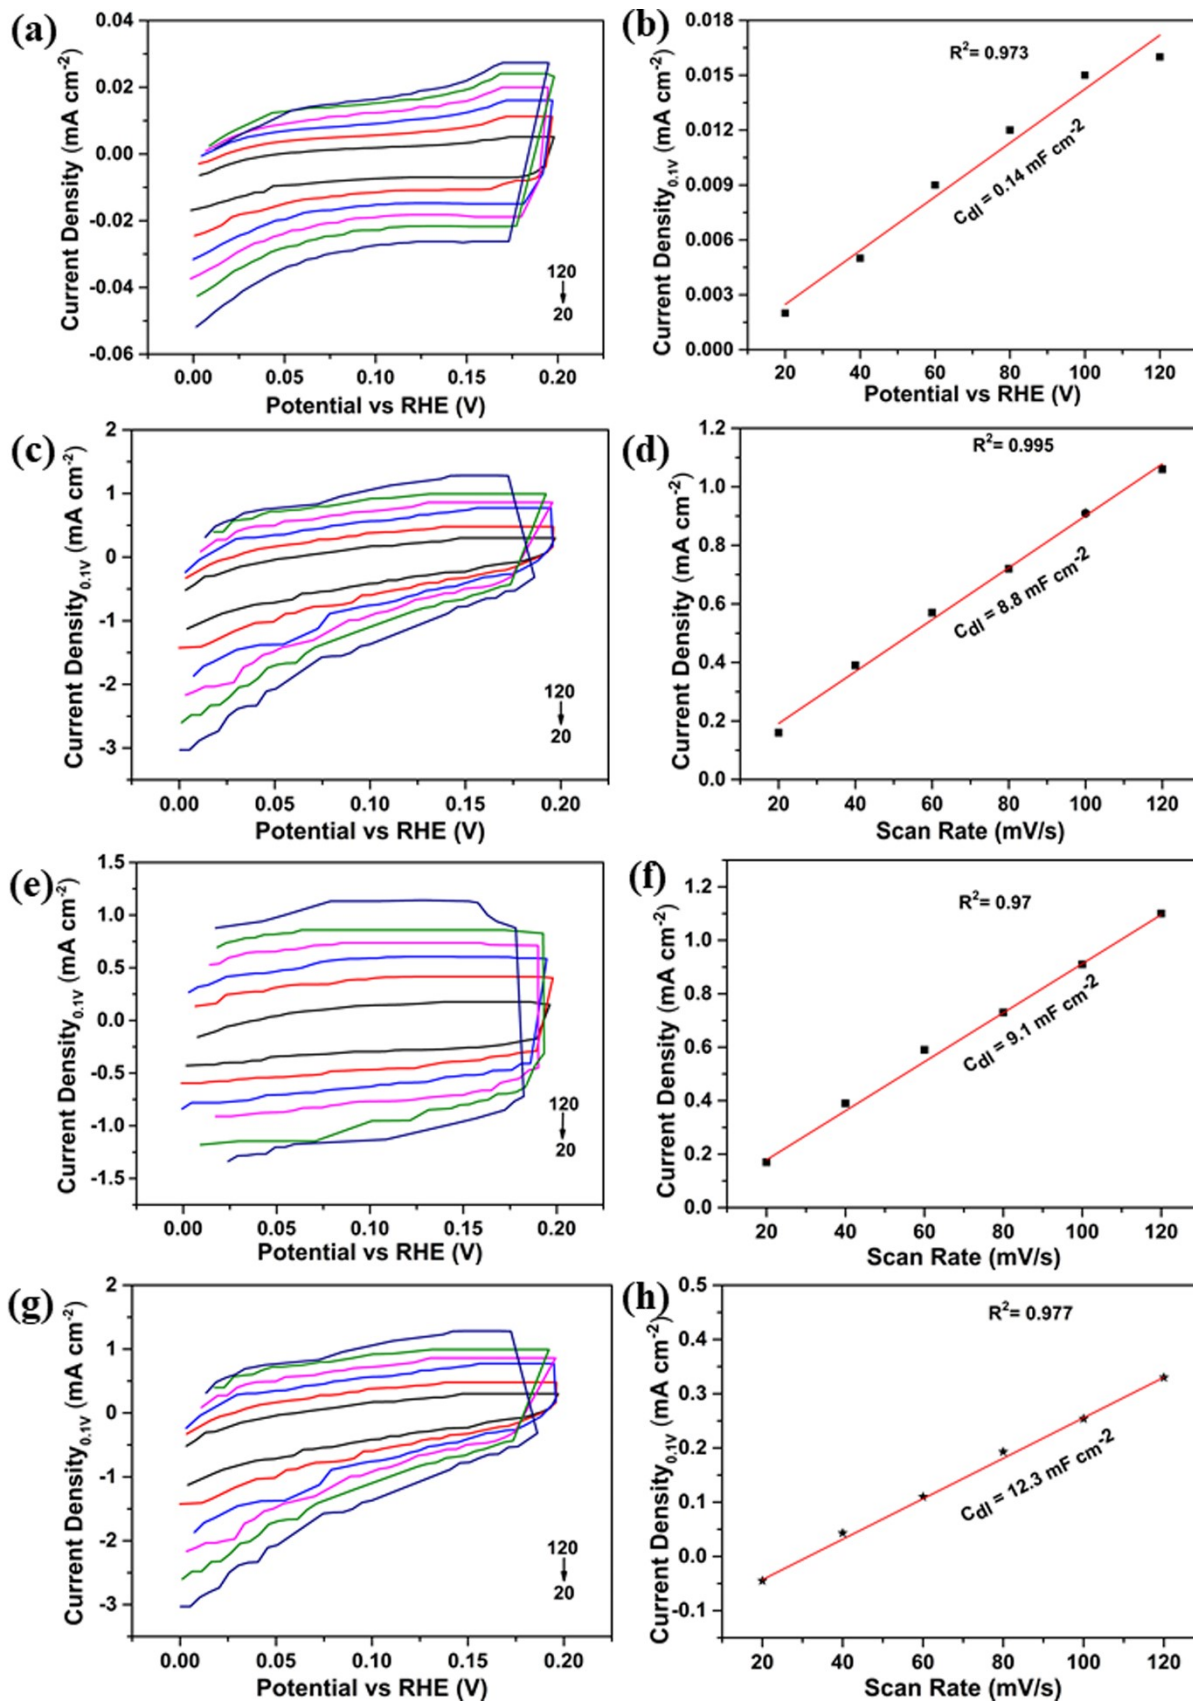 (a)
0.04
0.02
0.00
-0.02
-0.04
-0.06
Current Density (mA cm-2)
120
20
0.00 0.05 0.10 0.15 0.20
Potential vs RHE (V)
(b)
0.018
0.015
0.012
0.009
0.006
0.003
0.000
Current Density0.1V (mA cm-2)
R2= 0.973
Cdl = 0.14 mF cm-2
20 40 60 80 100 120
Potential vs RHE (V)
(c)
2
1
0
-1
-2
-3
Current Density0.1V (mA cm-2)
120
20
0.00 0.05 0.10 0.15 0.20
Potential vs RHE (V)
(d)
1.2
1.0
0.8
0.6
0.4
0.2
0.0
Current Density (mA cm-2)
R2= 0.995
Cdl = 8.8 mF cm-2
20 40 60 80 100 120
Scan Rate (mV/s)
(e)
1.5
1.0
0.5
0.0
-0.5
-1.0
-1.5
Current Density0.1V (mA cm-2)
120
20
0.00 0.05 0.10 0.15 0.20
Potential vs RHE (V)
(f)
1.2
1.0
0.8
0.6
0.4
0.2
0.0
Current Density (mA cm-2)
R2= 0.97
Cdl = 9.1 mF cm-2
20 40 60 80 100 120
Scan Rate (mV/s)
(g)
2
1
0
-1
-2
-3
Current Density0.1V (mA cm-2)
120
20
0.00 0.05 0.10 0.15 0.20
Potential vs RHE (V)
(h)
0.5
0.4
0.3
0.2
0.1
0.0
-0.1
Current Density0.1V (mA cm-2)
R2= 0.977
Cdl = 12.3 mF cm-2
20 40 60 80 100 120
Scan Rate (mV/s)